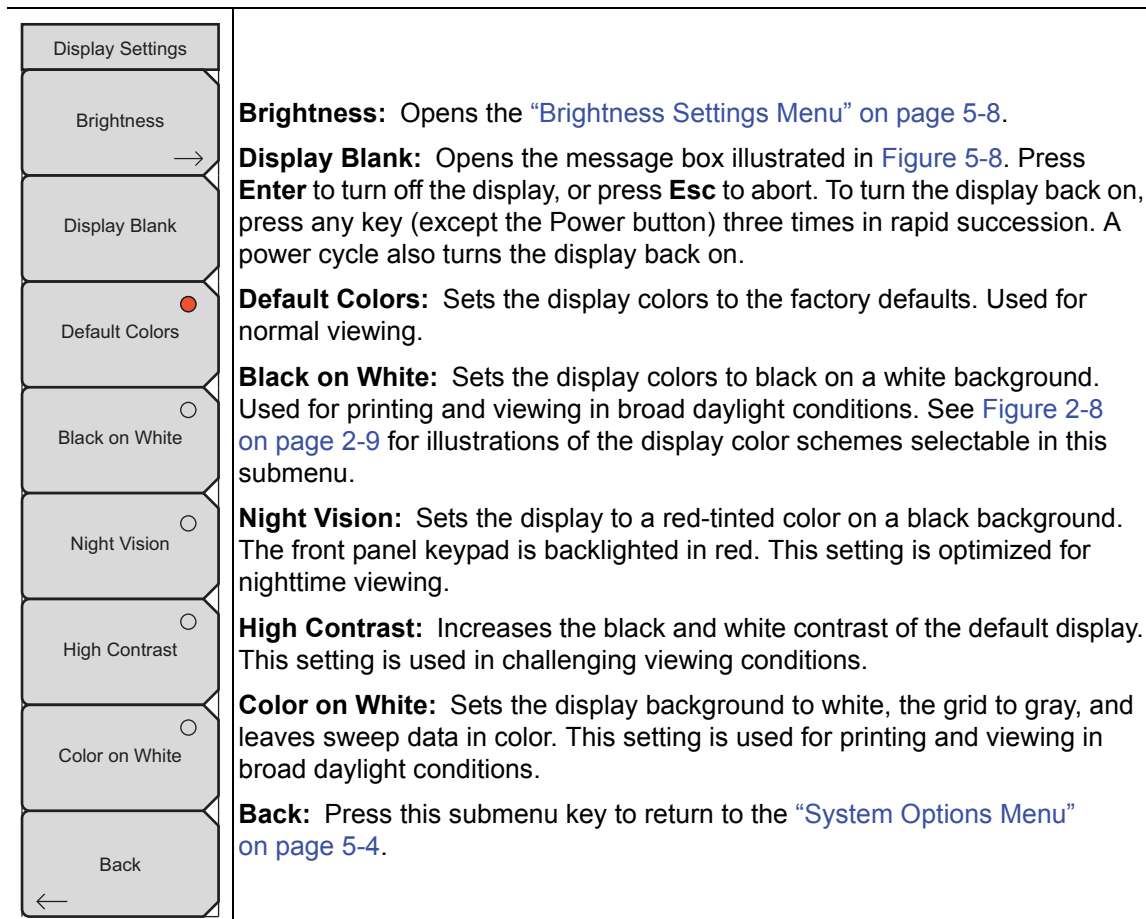 Display Settings
Brightness
→
Display Blank
Default Colors
Black on White
Night Vision
High Contrast
Color on White
Back
←
Brightness: Opens the “Brightness Settings Menu” on page 5-8.
Display Blank: Opens the message box illustrated in Figure 5-8. Press
Enter to turn off the display, or press Esc to abort. To turn the display back on,
press any key (except the Power button) three times in rapid succession. A
power cycle also turns the display back on.
Default Colors: Sets the display colors to the factory defaults. Used for
normal viewing.
Black on White: Sets the display colors to black on a white background.
Used for printing and viewing in broad daylight conditions. See Figure 2-8
on page 2-9 for illustrations of the display color schemes selectable in this
submenu.
Night Vision: Sets the display to a red-tinted color on a black background.
The front panel keypad is backlighted in red. This setting is optimized for
nighttime viewing.
High Contrast: Increases the black and white contrast of the default display.
This setting is used in challenging viewing conditions.
Color on White: Sets the display background to white, the grid to gray, and
leaves sweep data in color. This setting is used for printing and viewing in
broad daylight conditions.
Back: Press this submenu key to return to the “System Options Menu”
on page 5-4.